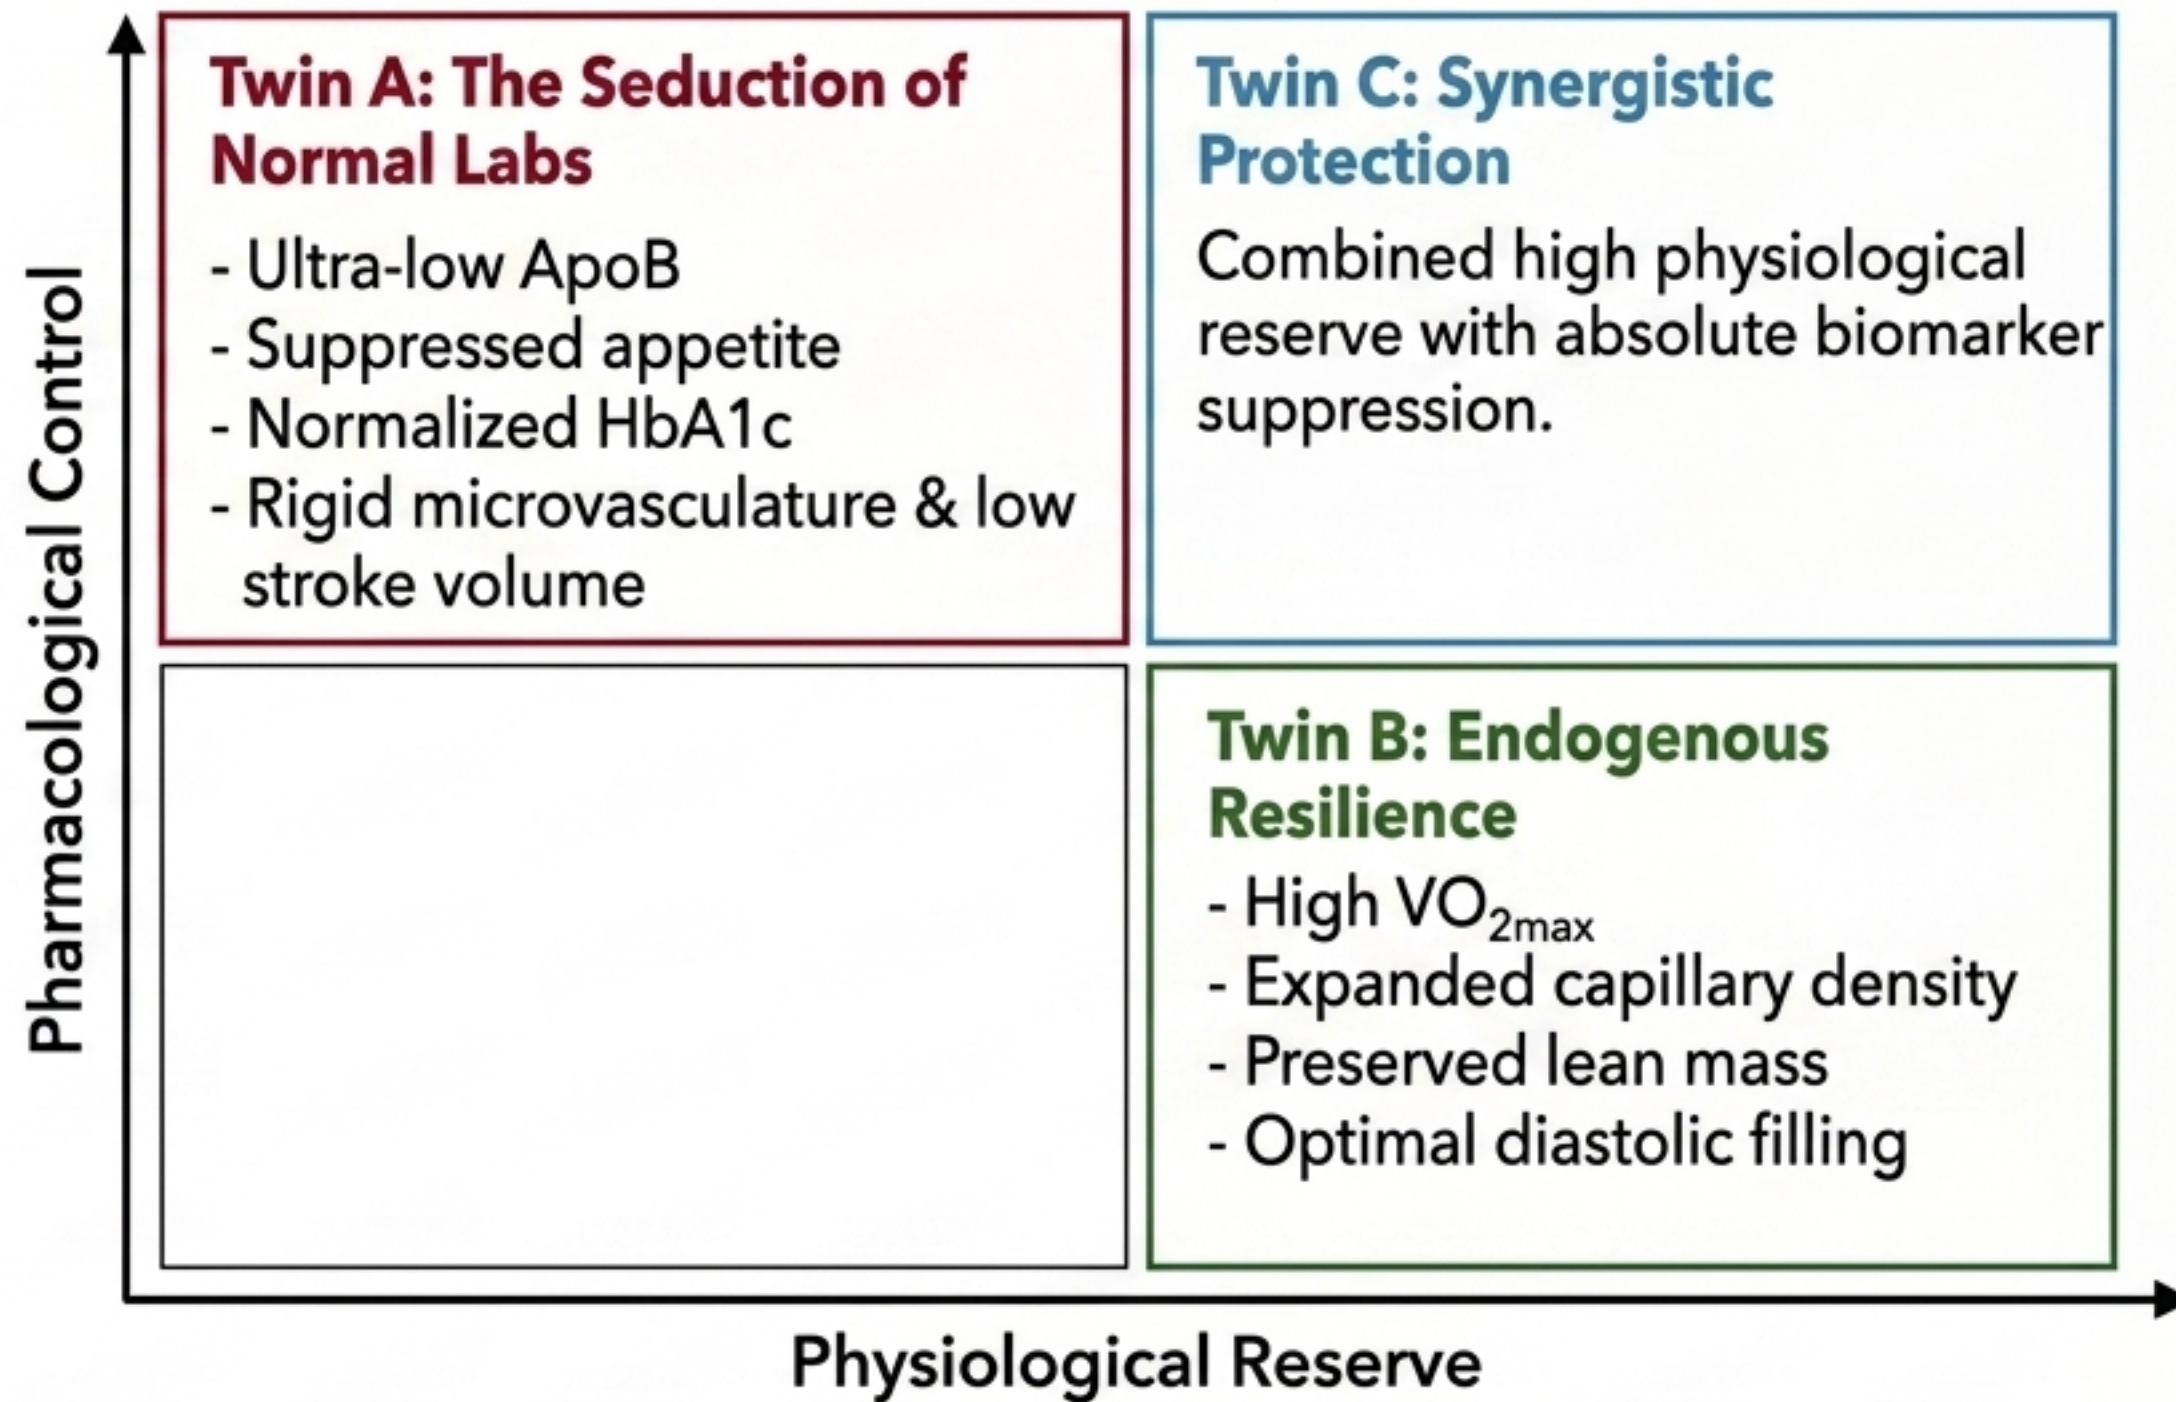 Pharmacological Control
Twin A: The Seduction of
Normal Labs
- Ultra-low ApoB
- Suppressed appetite
- Normalized HbA1c
- Rigid microvasculature & low
stroke volume
Twin C: Synergistic
Protection
Combined high physiological
reserve with absolute biomarker
suppression.
Twin B: Endogenous
Resilience
- High VO₂max
- Expanded capillary density
- Preserved lean mass
- Optimal diastolic filling
Physiological Reserve